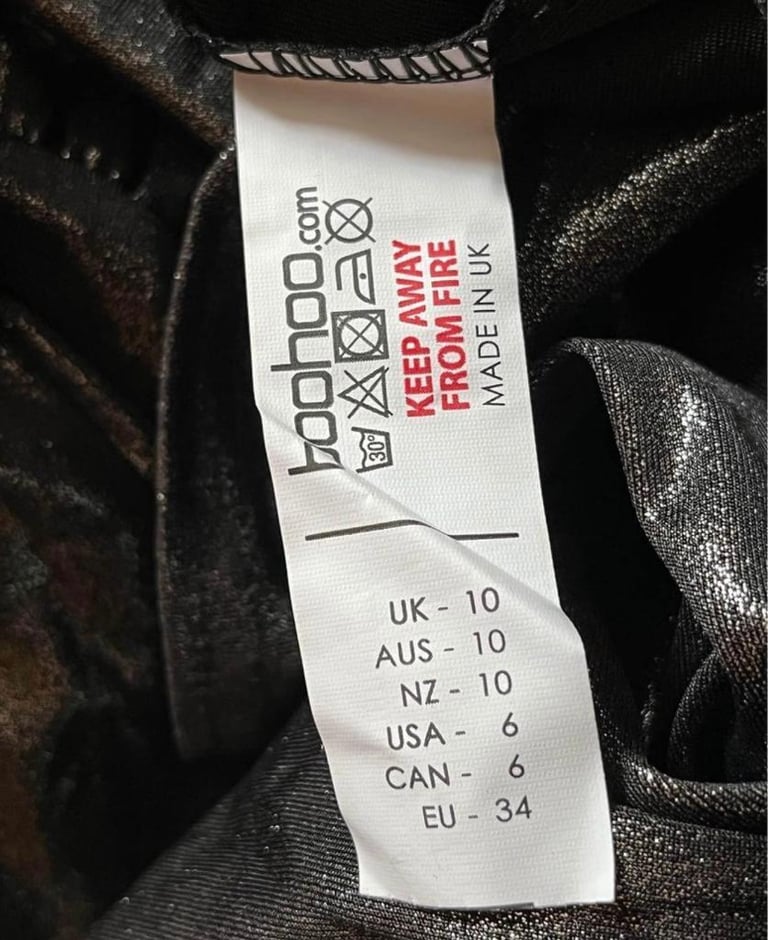 boohoo.com
30°
KEEP AWAY
FROM FIRE
MADE IN UK
UK - 10
AUS - 10
NZ - 10
USA - 6
CAN - 6
EU - 34